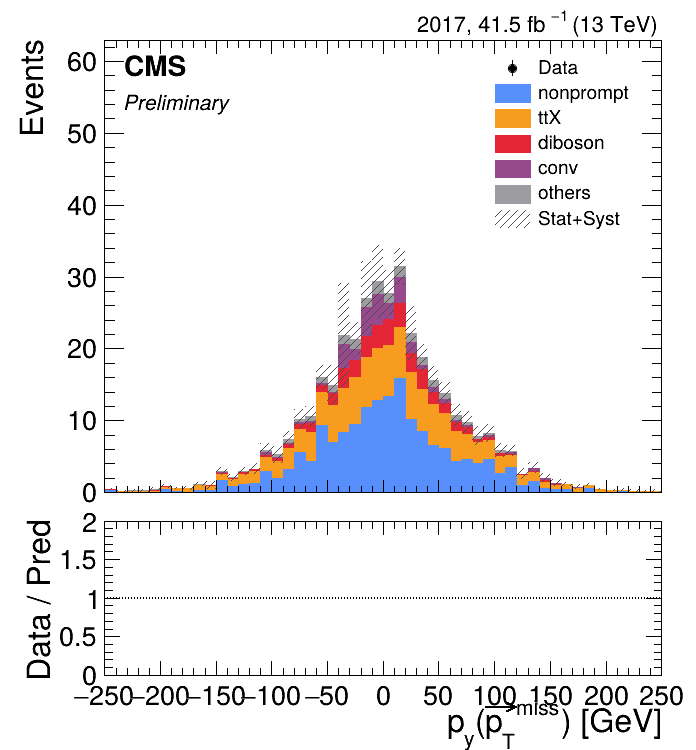 2017, 41.5 fb⁻¹ (13 TeV)
CMS
Preliminary
Events
60
50
40
30
20
10
0
Data
nonprompt
ttX
diboson
conv
others
Stat+Syst
Data / Pred
2
1.5
1
0.5
0
−250 −200 −150 −100 −50 0 50 100 150 200 250
p_y(p⃗_T^miss) [GeV]